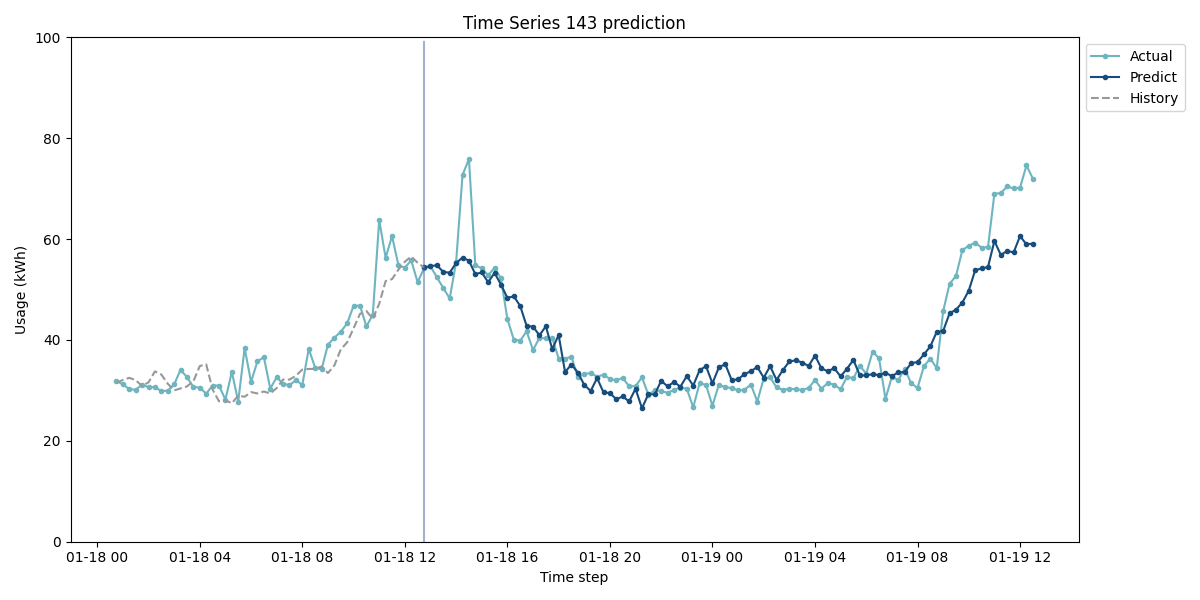 Time Series 143 prediction
100
80
60
40
20
0
Usage (kWh)
01-18 00
01-18 04
01-18 08
01-18 12
01-18 16
01-18 20
01-19 00
01-19 04
01-19 08
01-19 12
Time step
Actual
Predict
History